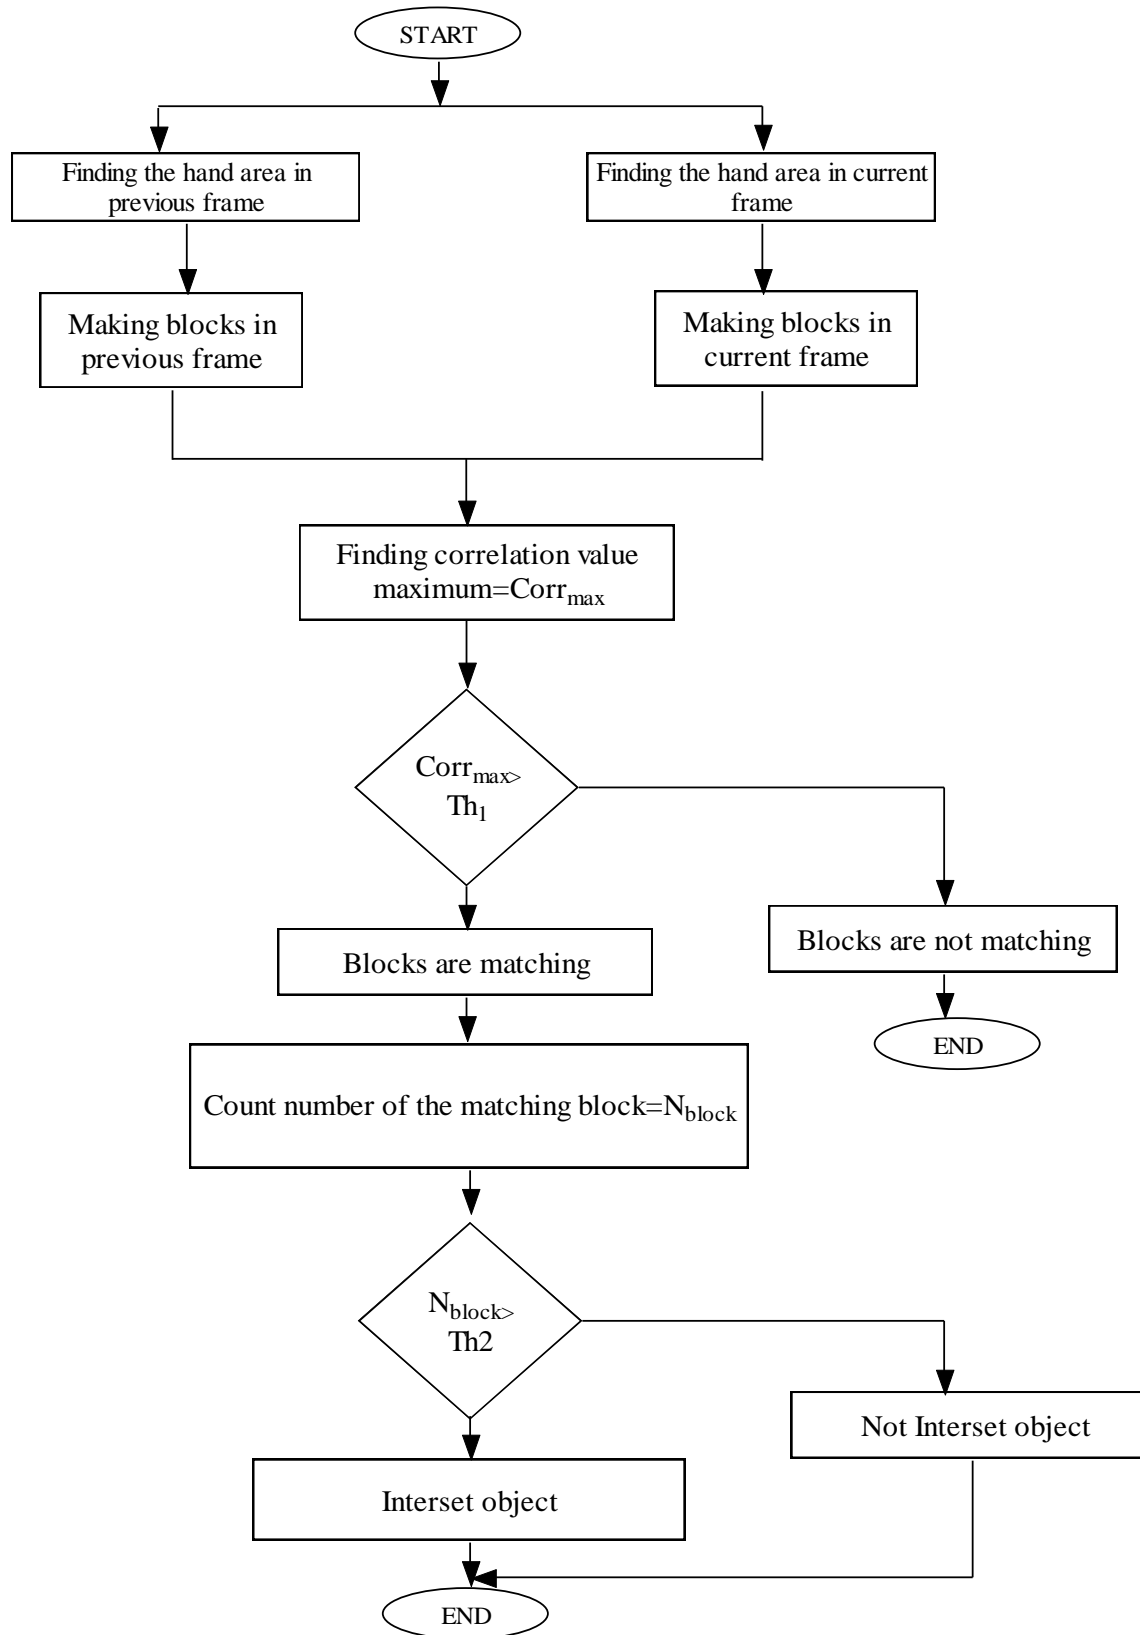 START
Finding the hand area in
previous frame
Finding the hand area in current
frame
Making blocks in
previous frame
Making blocks in
current frame
Finding correlation value
maximum=Corrmax
Corrmax>
Th1
Blocks are not matching
Blocks are matching
END
Count number of the matching block=Nblock
Nblock>
Th2
Not Interset object
Interset object
END